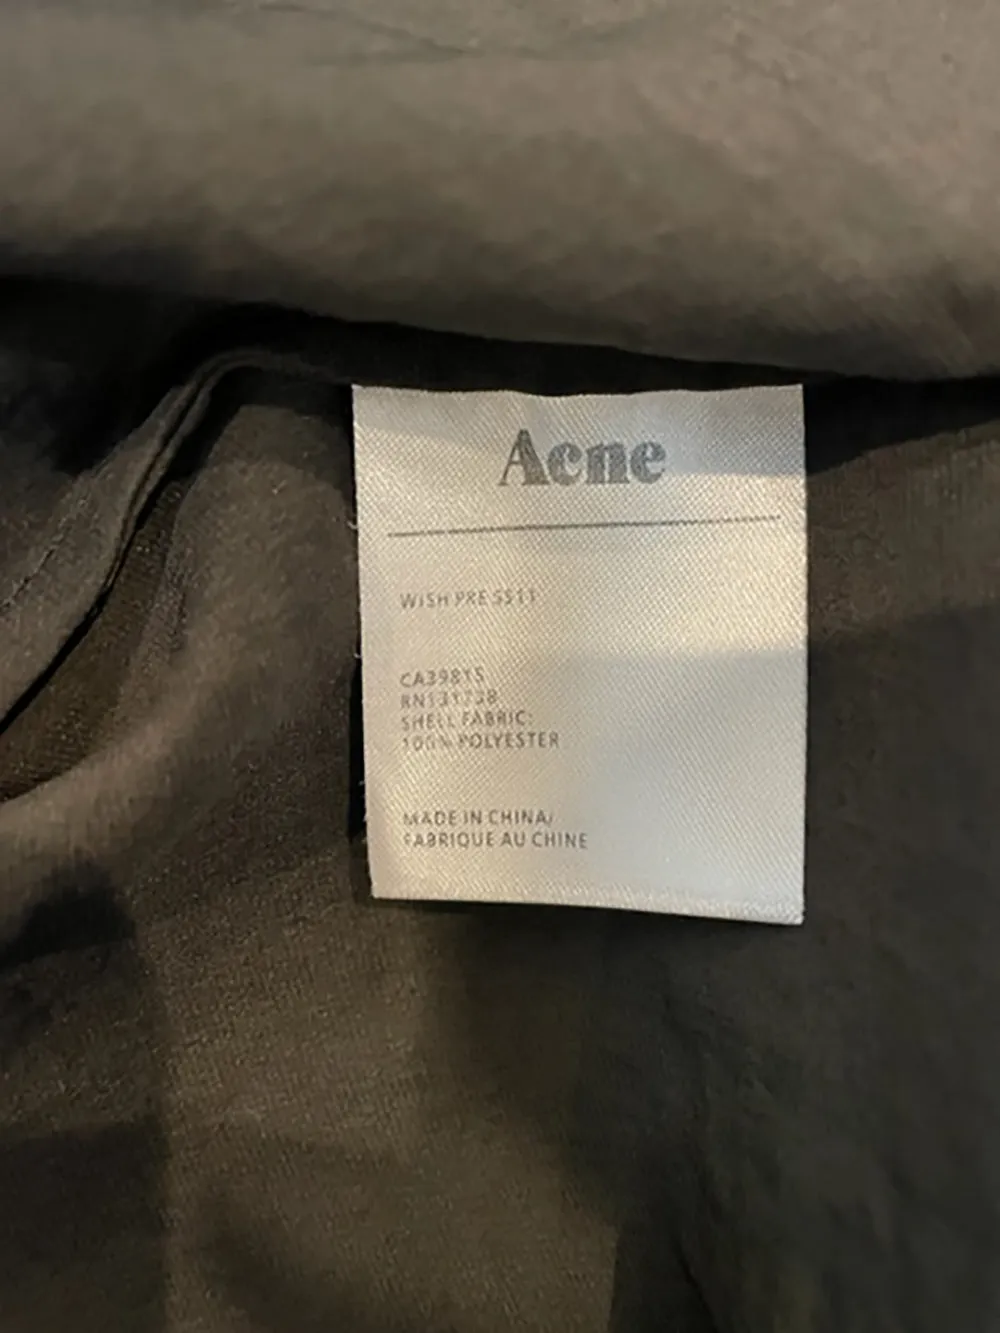 Acne
WISH PRE SS11
CA39815
RN131738
SHELL FABRIC:
100% POLYESTER
MADE IN CHINA/
FABRIQUE AU CHINE